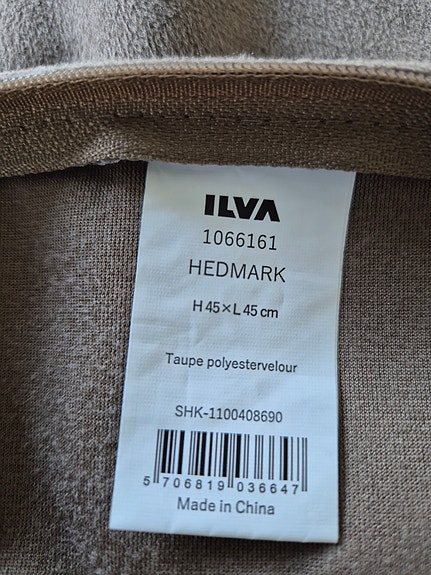 ILVA
1066161
HEDMARK
H 45×L 45 cm
Taupe polyestervelour
SHK-1100408690
5 706819 036647
Made in China